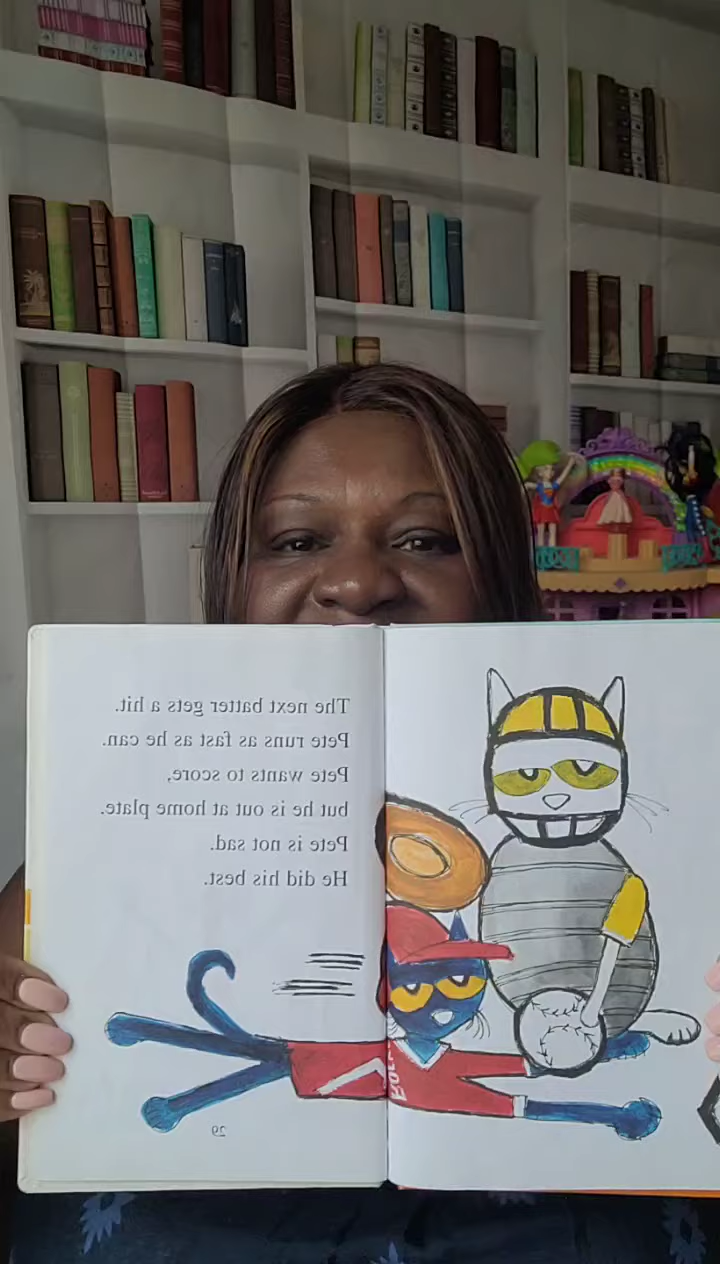 The next batter gets a hit.
Pete runs as fast as he can.
Pete wants to score,
but he is out at home plate.
Pete is not sad.
He did his best.
29